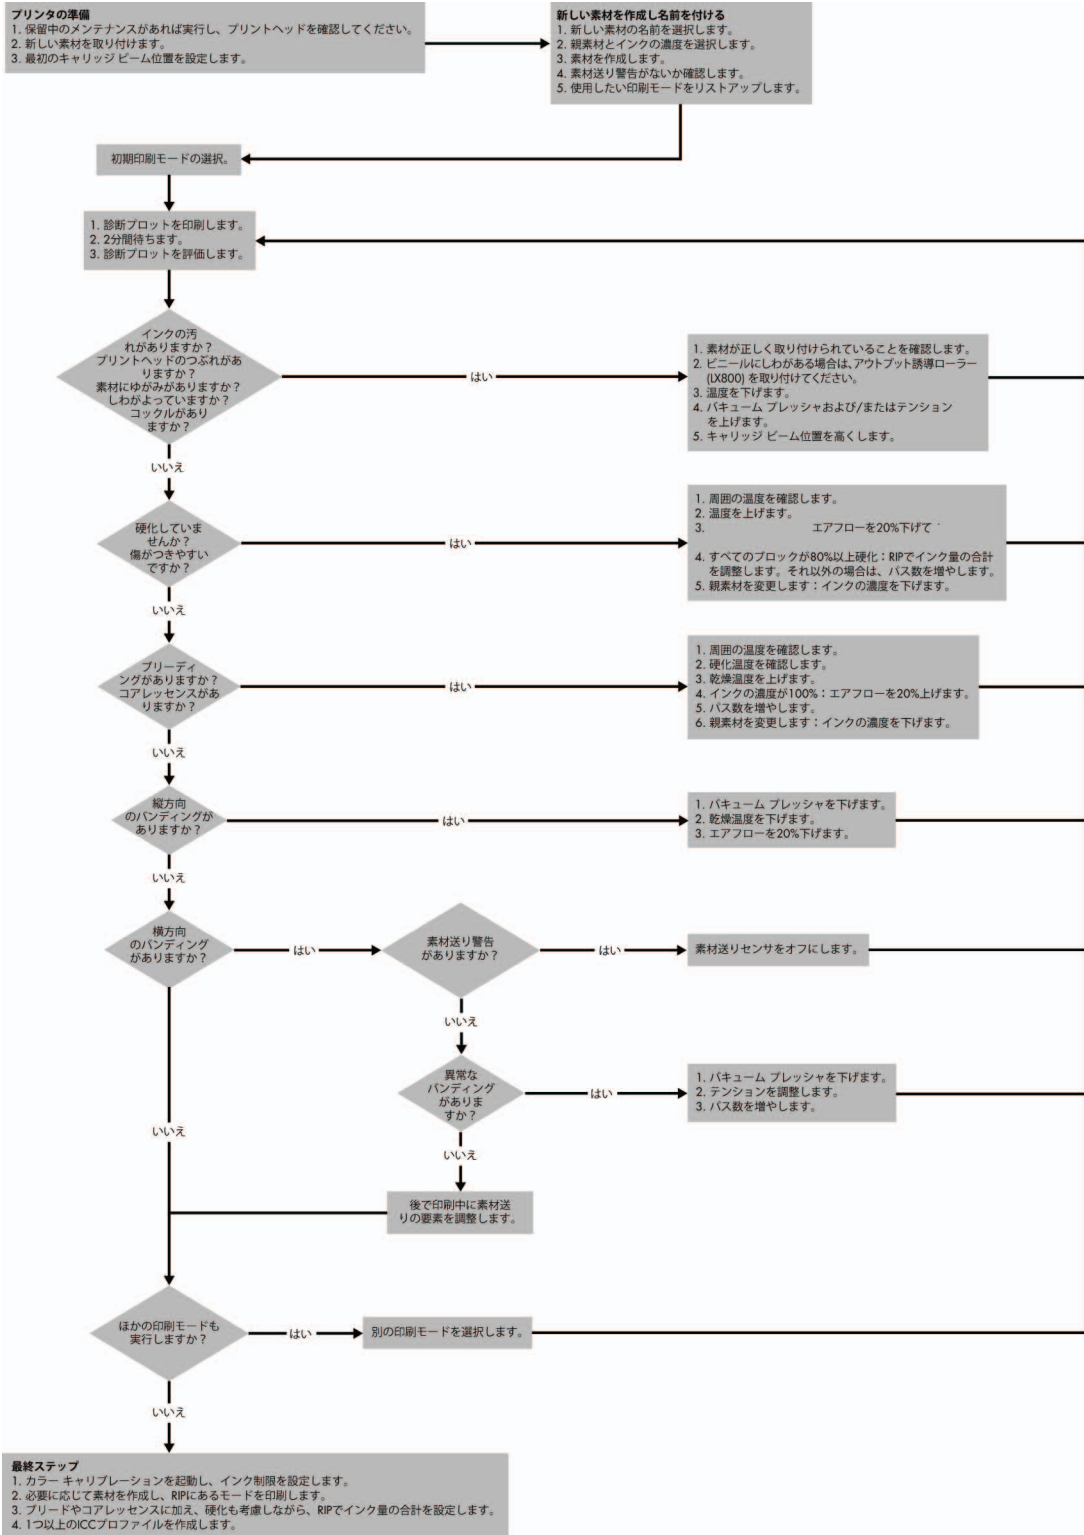 プリンタの準備
1. 保留中のメンテナンスがあれば実行し、プリントヘッドを確認してください。
2. 新しい素材を取り付けます。
3. 最初のキャリッジ ビーム位置を設定します。
新しい素材を作成し名前を付ける
1. 新しい素材の名前を選択します。
2. 親素材とインクの濃度を選択します。
3. 素材を作成します。
4. 素材送り警告がないか確認します。
5. 使用したい印刷モードをリストアップします。
初期印刷モードの選択。
1. 診断プロットを印刷します。
2. 2分間待ちます。
3. 診断プロットを評価します。
インクの汚
れがありますか？
プリントヘッドのつぶれがあ
りますか？
素材にゆがみがありますか？
しわがよっていますか？
コックルがあり
ますか？
はい
1. 素材が正しく取り付けられていることを確認します。
2. ビニールにしわがある場合は、アウトプット誘導ローラー
(LX800) を取り付けてください。
3. 温度を下げます。
4. バキューム プレッシャおよび/またはテンション
を上げます。
5. キャリッジ ビーム位置を高くします。
いいえ
硬化していま
せんか？
傷がつきやすい
ですか？
はい
1. 周囲の温度を確認します。
2. 温度を上げます。
3. エアフローを20%下げて
4. すべてのブロックが80%以上硬化：RIPでインク量の合計
を調整します。それ以外の場合は、パス数を増やします。
5. 親素材を変更します：インクの濃度を下げます。
いいえ
ブリーディ
ングがありますか？
コアレッセンスがあ
りますか？
はい
1. 周囲の温度を確認します。
2. 硬化温度を確認します。
3. 乾燥温度を上げます。
4. インクの濃度が100%：エアフローを20%上げます。
5. パス数を増やします。
6. 親素材を変更します：インクの濃度を下げます。
いいえ
縦方向
のバンディングが
ありますか？
はい
1. バキューム プレッシャを下げます。
2. 乾燥温度を下げます。
3. エアフローを20%下げます。
いいえ
横方向
のバンディング
がありますか？
はい
素材送り警告
がありますか？
はい
素材送りセンサをオフにします。
いいえ
異常な
バンディング
がありま
すか？
はい
1. バキューム プレッシャを下げます。
2. テンションを調整します。
3. パス数を増やします。
いいえ
いいえ
後で印刷中に素材送
りの要素を調整します。
ほかの印刷モードも
実行しますか？
はい
別の印刷モードを選択します。
いいえ
最終ステップ
1. カラー キャリブレーションを起動し、インク制限を設定します。
2. 必要に応じて素材を作成し、RIPにあるモードを印刷します。
3. ブリードやコアレッセンスに加え、硬化も考慮しながら、RIPでインク量の合計を設定します。
4. 1つ以上のICCプロファイルを作成します。